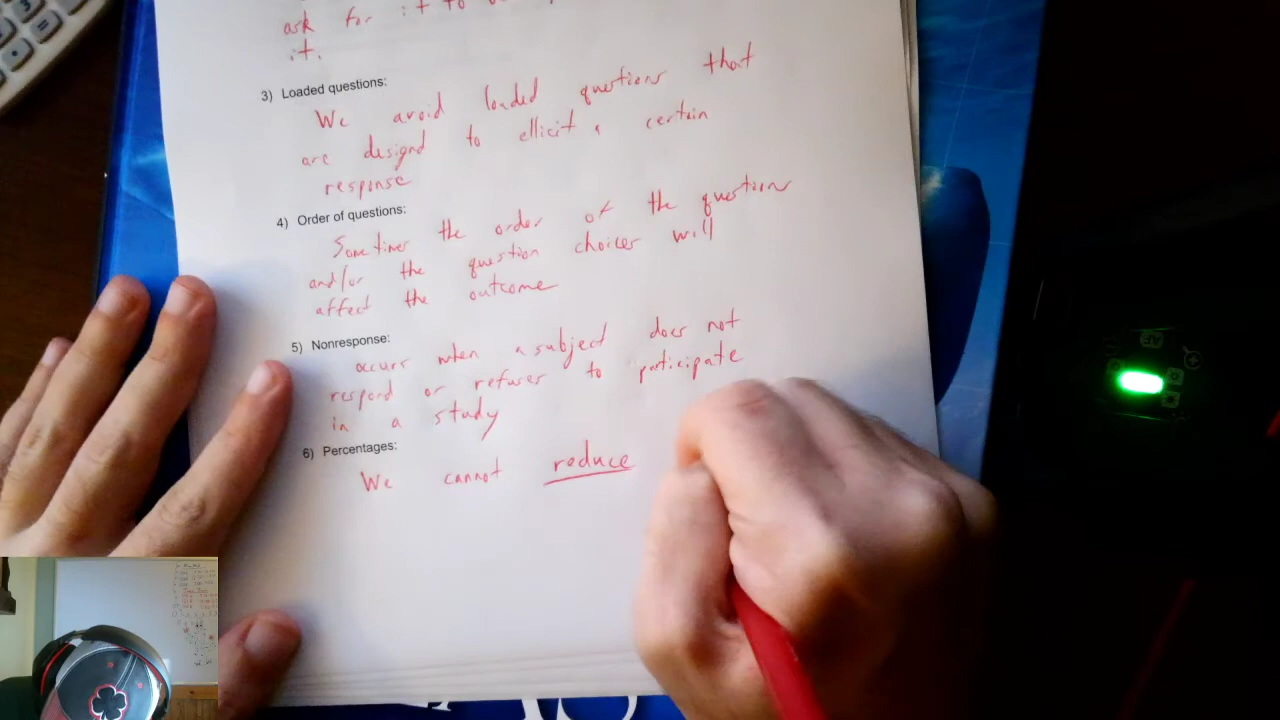 ask for it to
it.
3) Loaded questions:
We avoid loaded questions that
are designd to ellicit a certain
response
4) Order of questions:
Sometimes the order of the question
and/or the question choices will
affect the outcome
5) Nonresponse:
occurs when a subject does not
respond or refuses to participate
in a study
6) Percentages:
We cannot reduce